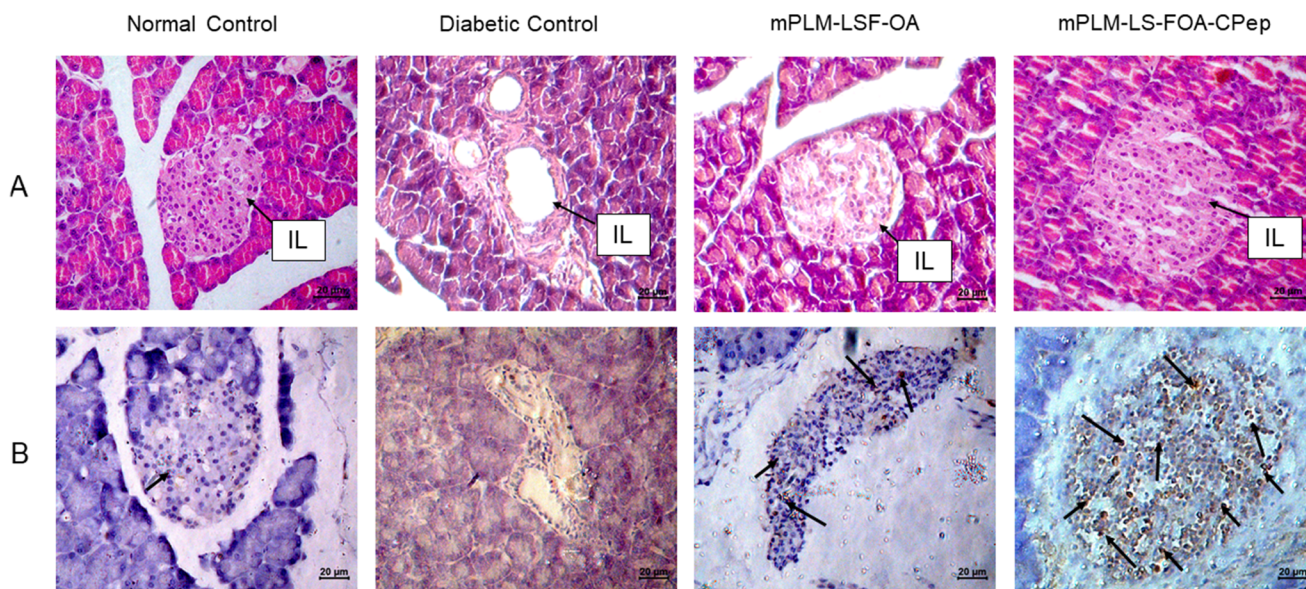 Normal Control Diabetic Control mPLM-LSF-OA mPLM-LS-FOA-CPep
A
IL IL IL IL
20 µm 20 µm 20 µm 20 µm
B
20 µm 20 µm 20 µm 20 µm